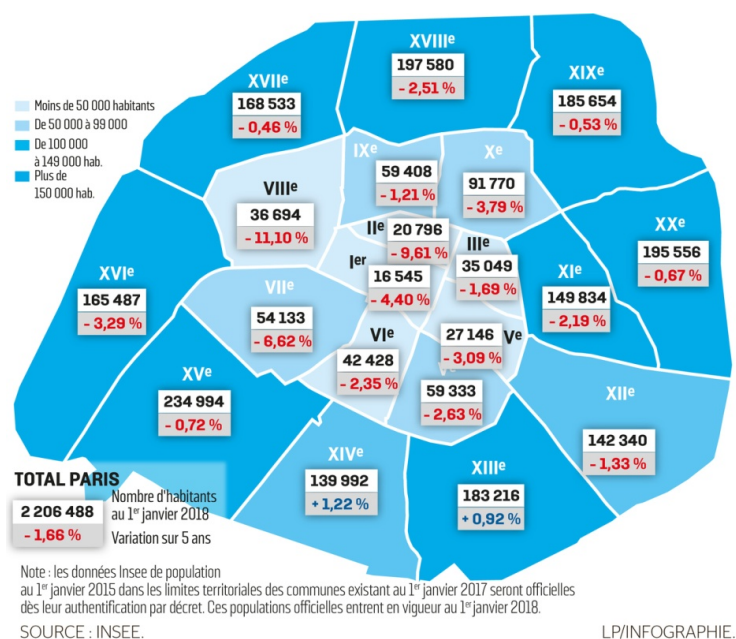 XVIIIe
197 580
- 2,51 %
XVIIe
168 533
- 0,46 %
XIXe
185 654
- 0,53 %
Moins de 50 000 habitants
De 50 000 à 99 000
De 100 000
à 149 000 hab.
Plus de
150 000 hab.
IXe
59 408
- 1,21 %
Xe
91 770
- 3,79 %
VIIIe
36 694
- 11,10 %
IIe
20 796
- 9,61 %
IIIe
35 049
- 1,69 %
XXe
195 556
- 0,67 %
Ier
16 545
- 4,40 %
XVIe
165 487
- 3,29 %
VIIe
54 133
- 6,62 %
XIe
149 834
- 2,19 %
VIe
42 428
- 2,35 %
27 146
- 3,09 %
Ve
59 333
- 2,63 %
XVe
234 994
- 0,72 %
XIIe
142 340
- 1,33 %
XIVe
139 992
+ 1,22 %
XIIIe
183 216
+ 0,92 %
TOTAL PARIS
2 206 488
- 1,66 %
Nombre d'habitants
au 1er janvier 2018
Variation sur 5 ans
Note : les données Insee de population
au 1er janvier 2015 dans les limites territoriales des communes existant au 1er janvier 2017 seront officielles
dès leur authentification par décret. Ces populations officielles entrent en vigueur au 1er janvier 2018.
SOURCE : INSEE.
LP/INFOGRAPHIE.